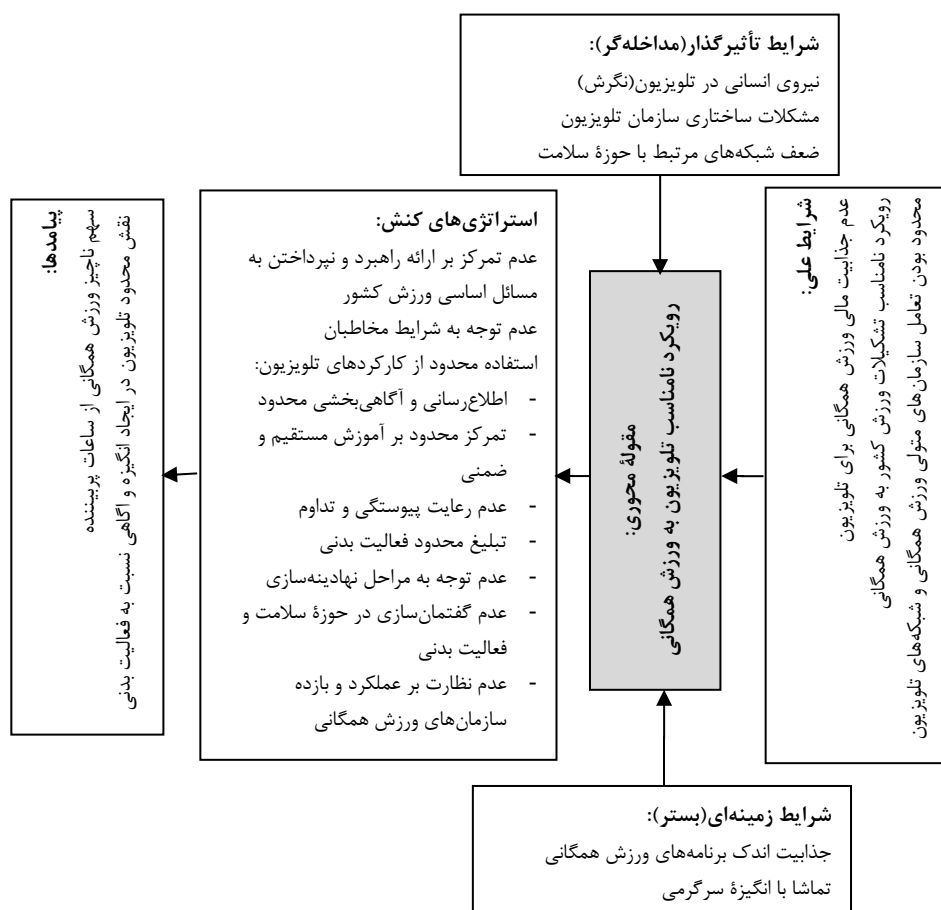 شرایط تأثیرگذار(مداخله‌گر):
نیروی انسانی در تلویزیون(نگرش)
مشکلات ساختاری سازمان تلویزیون
ضعف شبکه‌های مرتبط با حوزۀ سلامت
شرایط علی:
عدم جذابیت مالی ورزش همگانی برای تلویزیون
رویکرد نامناسب تشکیلات ورزش کشور به ورزش همگانی
محدود بودن تعامل سازمان‌های متولی ورزش همگانی و شبکه‌های تلویزیون
مقولۀ محوری:
رویکرد نامناسب تلویزیون به ورزش همگانی
استراتژی‌های کنش:
عدم تمرکز بر ارائه راهبرد و نپرداختن به
مسائل اساسی ورزش کشور
عدم توجه به شرایط مخاطبان
استفاده محدود از کارکردهای تلویزیون:
- اطلاع‌رسانی و آگاهی‌بخشی محدود
- تمرکز محدود بر آموزش مستقیم و
ضمنی
- عدم رعایت پیوستگی و تداوم
- تبلیغ محدود فعالیت بدنی
- عدم توجه به مراحل نهادینه‌سازی
- عدم گفتمان‌سازی در حوزۀ سلامت و
فعالیت بدنی
- عدم نظارت بر عملکرد و بازده
سازمان‌های ورزش همگانی
پیامدها:
سهم ناچیز ورزش همگانی از ساعات پربیننده
نقش محدود تلویزیون در ایجاد انگیزه و اگاهی نسبت به فعالیت بدنی
شرایط زمینه‌ای(بستر):
جذابیت اندک برنامه‌های ورزش همگانی
تماشا با انگیزۀ سرگرمی